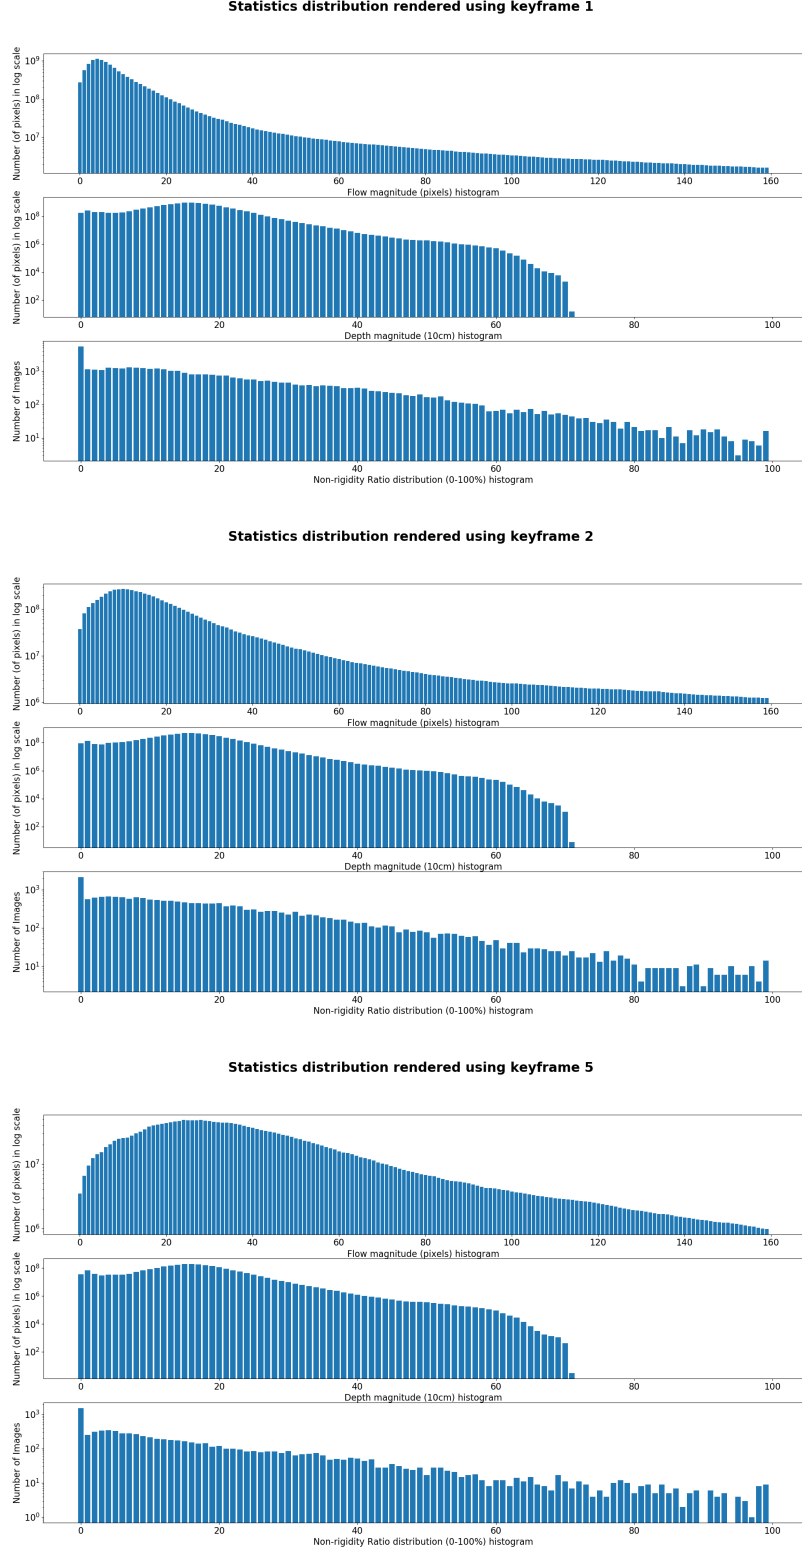 Statistics distribution rendered using keyframe 1
Number (of pixels) in log scale
10⁹
10⁸
10⁷
0 20 40 60 80 100 120 140 160
Flow magnitude (pixels) histogram
Number (of pixels) in log scale
10⁸
10⁶
10⁴
10²
0 20 40 60 80 100
Depth magnitude (10cm) histogram
Number of Images
10³
10²
10¹
0 20 40 60 80 100
Non-rigidity Ratio distribution (0-100%) histogram
Statistics distribution rendered using keyframe 2
Number (of pixels) in log scale
10⁸
10⁷
10⁶
0 20 40 60 80 100 120 140 160
Flow magnitude (pixels) histogram
Number (of pixels) in log scale
10⁸
10⁶
10⁴
10²
0 20 40 60 80 100
Depth magnitude (10cm) histogram
Number of Images
10³
10²
10¹
0 20 40 60 80 100
Non-rigidity Ratio distribution (0-100%) histogram
Statistics distribution rendered using keyframe 5
Number (of pixels) in log scale
10⁷
10⁶
0 20 40 60 80 100 120 140 160
Flow magnitude (pixels) histogram
Number (of pixels) in log scale
10⁸
10⁶
10⁴
10²
0 20 40 60 80 100
Depth magnitude (10cm) histogram
Number of Images
10³
10²
10¹
10⁰
0 20 40 60 80 100
Non-rigidity Ratio distribution (0-100%) histogram